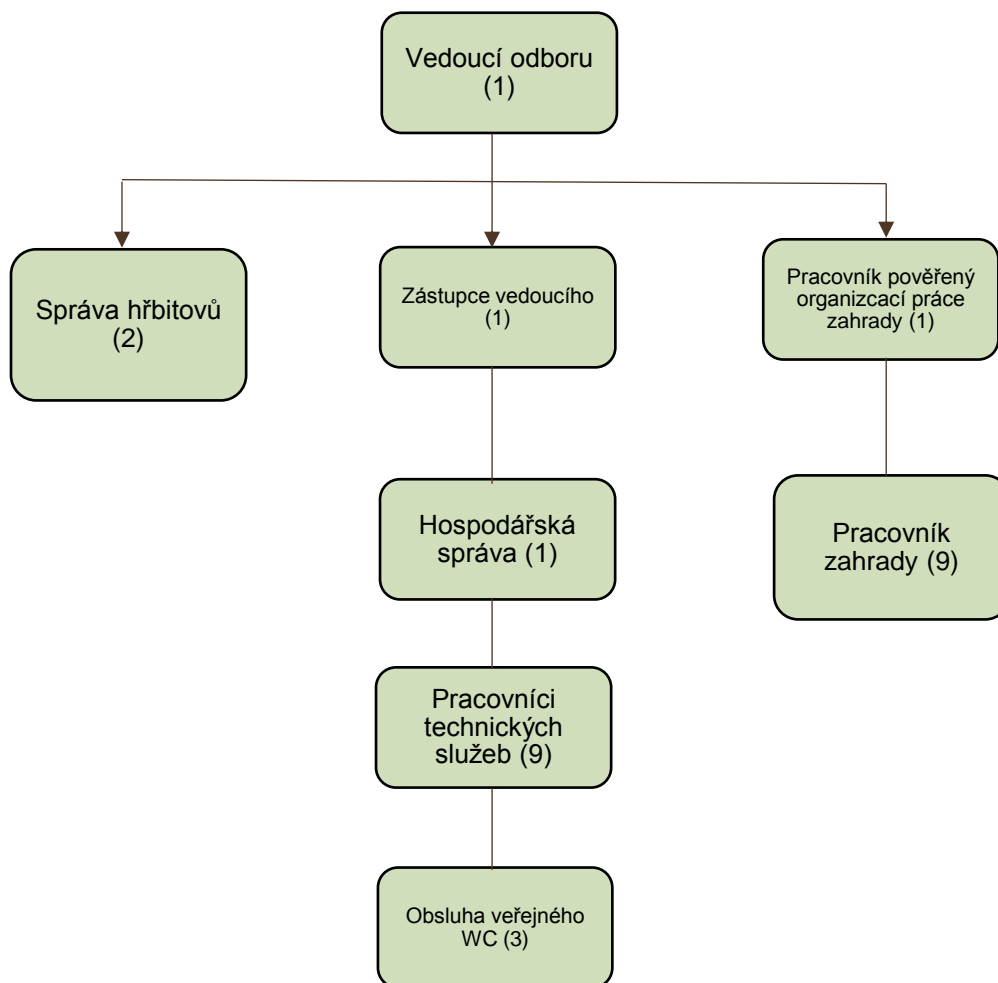 Vedoucí odboru
(1)
Správa hřbitovů
(2)
Zástupce vedoucího
(1)
Pracovník pověřený
organizcací práce
zahrady (1)
Hospodářská
správa (1)
Pracovník
zahrady (9)
Pracovníci
technických
služeb (9)
Obsluha veřejného
WC (3)